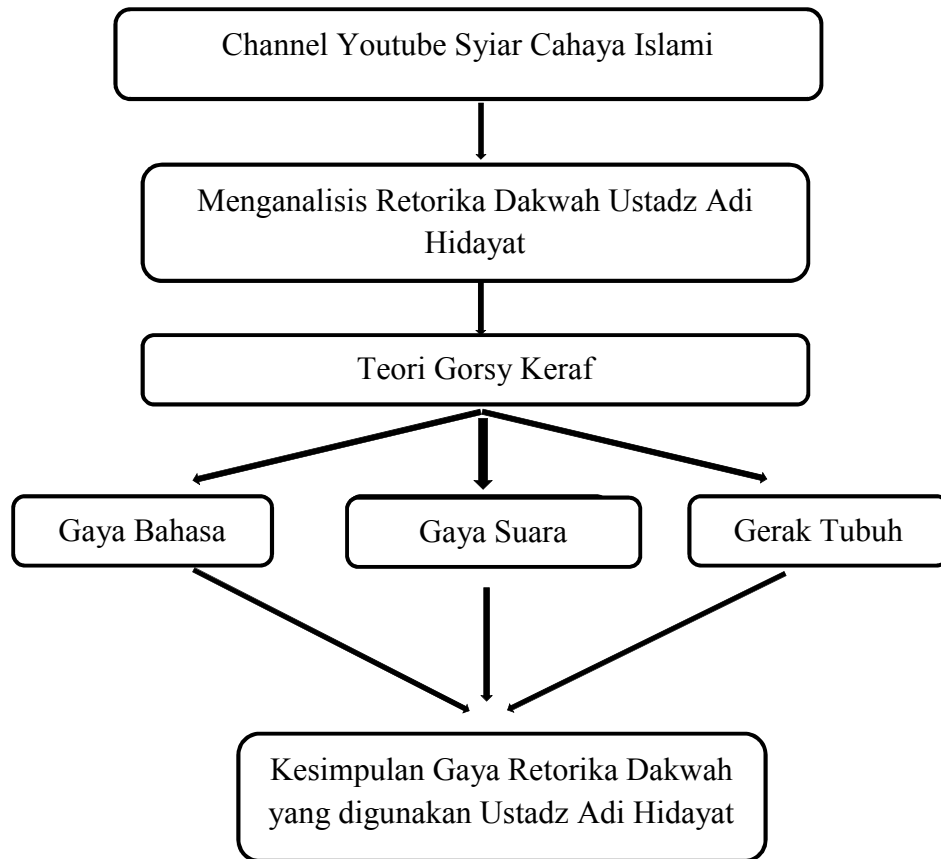 Channel Youtube Syiar Cahaya Islami
Menganalisis Retorika Dakwah Ustadz Adi
Hidayat
Teori Gorsy Keraf
Gaya Bahasa
Gaya Suara
Gerak Tubuh
Kesimpulan Gaya Retorika Dakwah
yang digunakan Ustadz Adi Hidayat